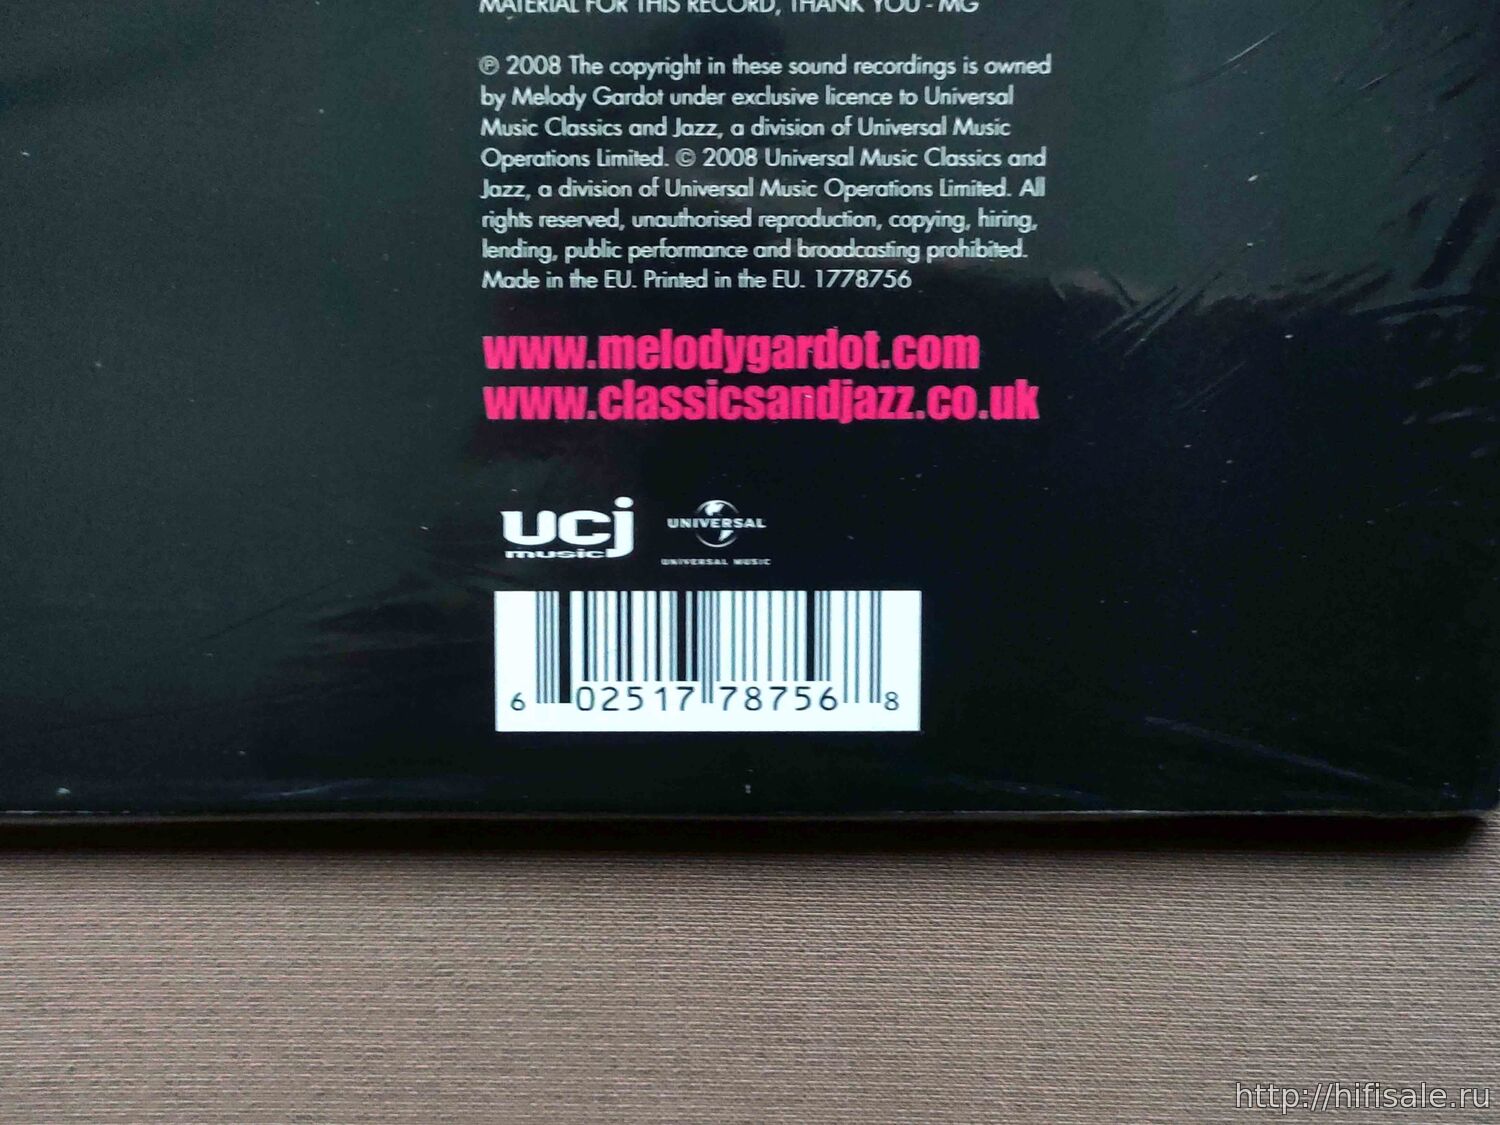 MATERIAL FOR THIS RECORD, THANK YOU - MG
℗ 2008 The copyright in these sound recordings is owned
by Melody Gardot under exclusive licence to Universal
Music Classics and Jazz, a division of Universal Music
Operations Limited. © 2008 Universal Music Classics and
Jazz, a division of Universal Music Operations Limited. All
rights reserved, unauthorised reproduction, copying, hiring,
lending, public performance and broadcasting prohibited.
Made in the EU. Printed in the EU. 1778756
www.melodygardot.com
www.classicsandjazz.co.uk
ucj
music
UNIVERSAL
UNIVERSAL MUSIC
6 02517 78756 8
http://hifisale.ru